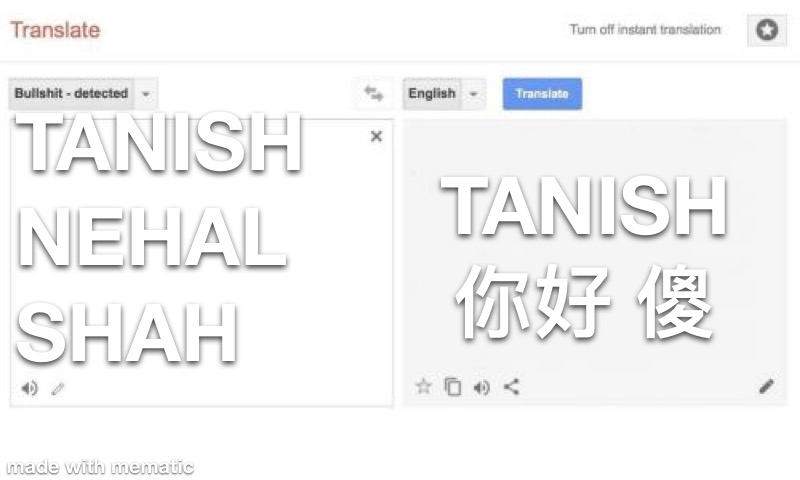 Translate
Turn off instant translation
Bullshit - detected
English
Translate
TANISH
NEHAL
SHAH
TANISH
你好 傻
made with mematic